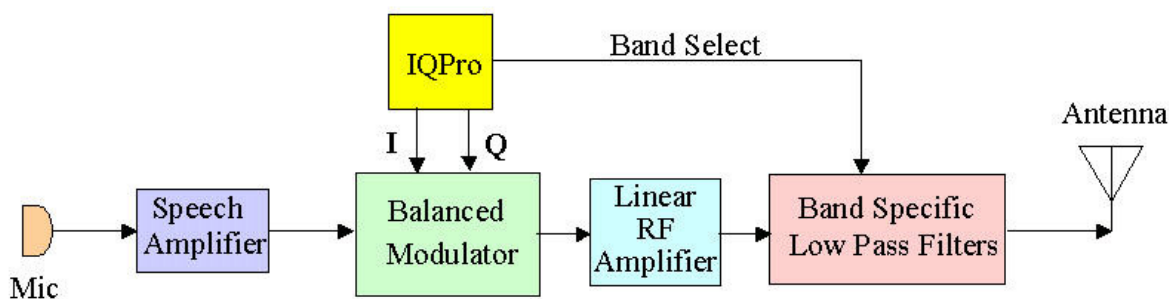 IQPro
Band Select
Antenna
I
Q
Mic
Speech
Amplifier
Balanced
Modulator
Linear
RF
Amplifier
Band Specific
Low Pass Filters